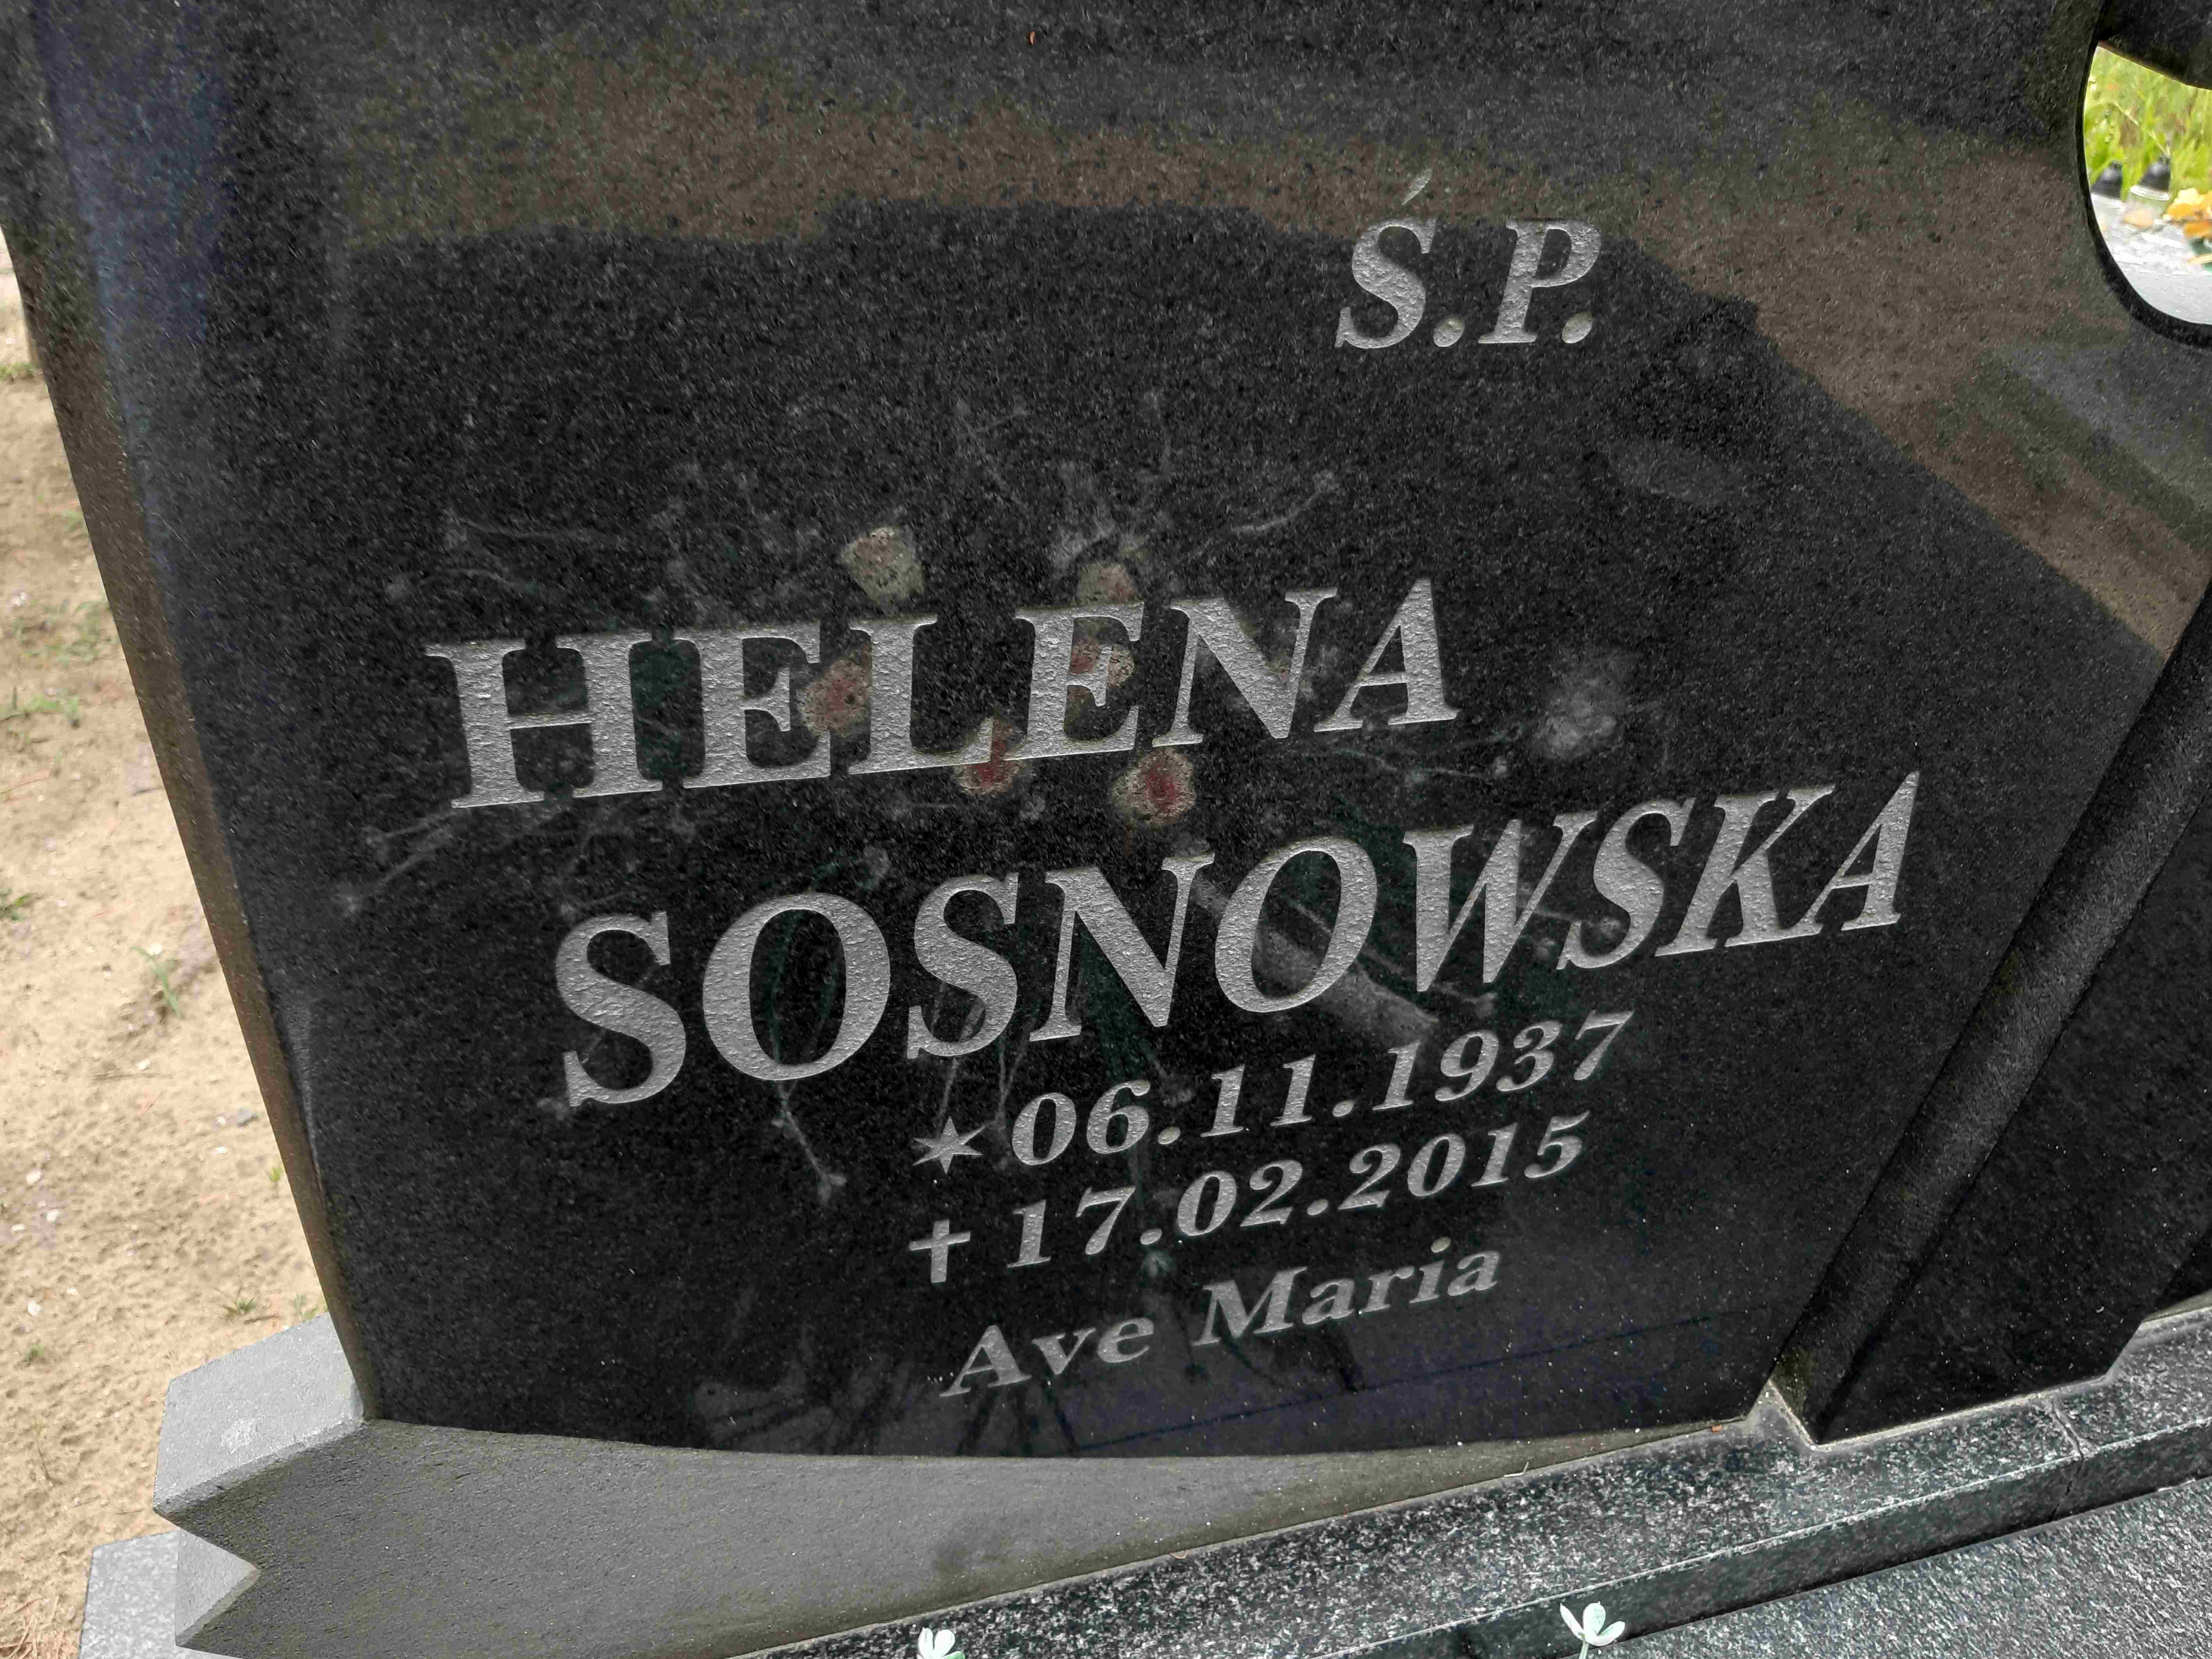 Ś.P.
HELENA
SOSNOWSKA
★06.11.1937
✝17.02.2015
Ave Maria